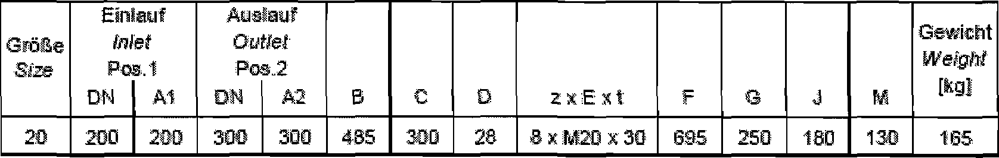 Größe
Size
Einlauf
Inlet
Pos.1
DN A1
Auslauf
Outlet
Pos.2
DN A2
B C D z x E x t F G J M
Gewicht
Weight
[kg]
20 200 200 300 300 485 300 28 8 x M20 x 30 695 250 180 130 165